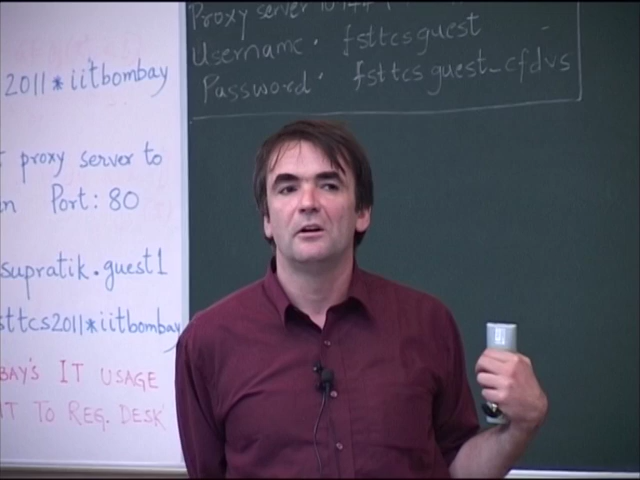 2011*iitbombay
proxy server to
n Port: 80
supratik.guest1
sttcs2011*iitbombay
BAY'S IT USAGE
IT TO REG. DESK
Proxy server
Username: fsttcsguest
Password: fsttcsguest_cfdvs